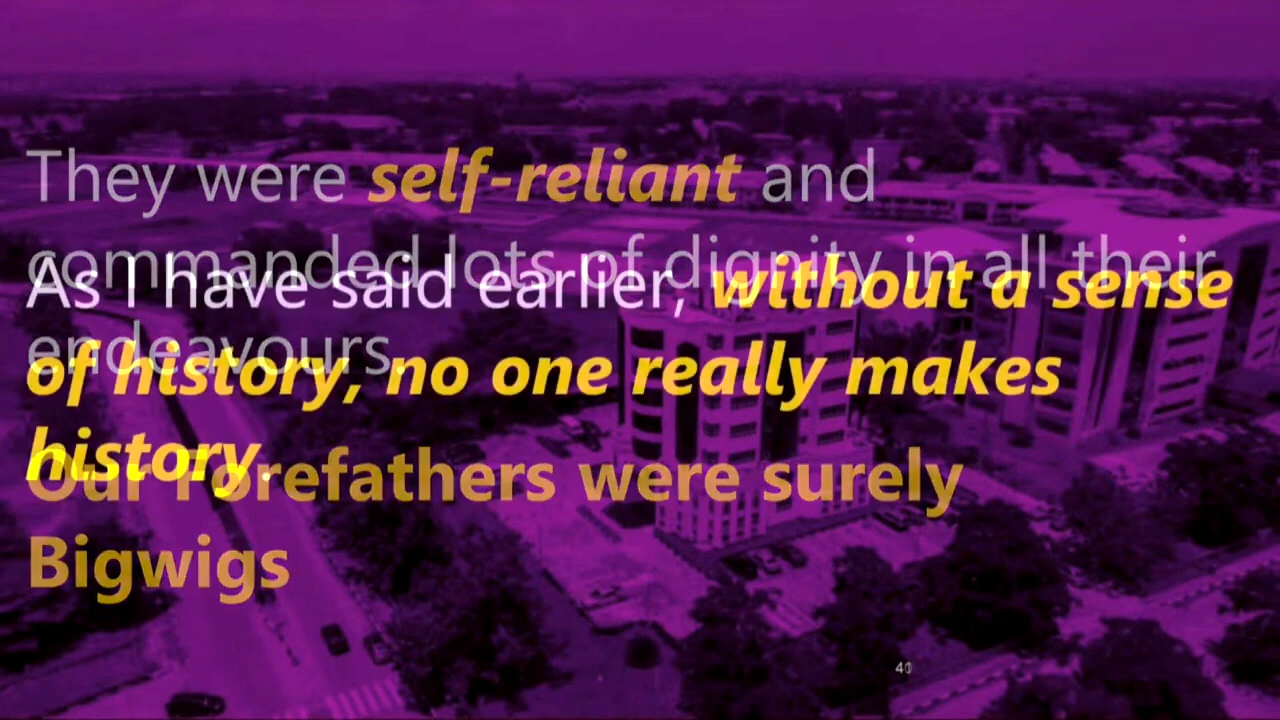 They were self-reliant and
commanded lots of dignity in all their
endeavours.
Our Forefathers were surely
Bigwigs
As I have said earlier, without a sense
of history, no one really makes
history.